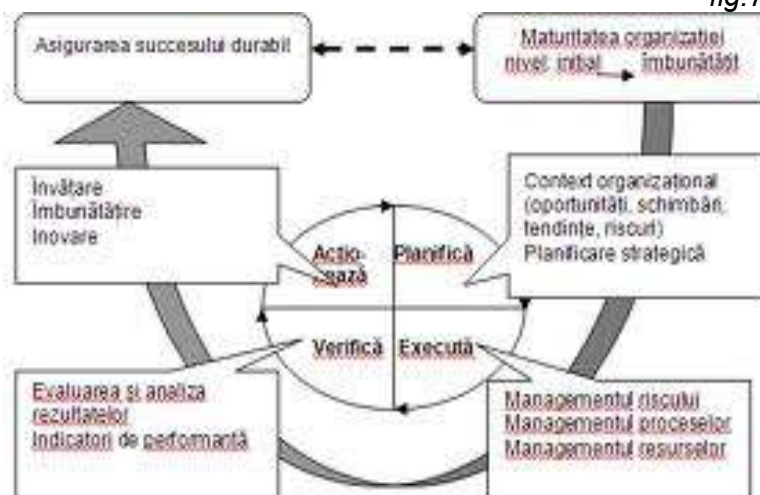 fig.1
Asigurarea succesului durabil
Maturitatea organizației
nivel: inițial îmbunătățit
Învățare
Îmbunătățire
Inovare
Context organizațional
(oportunități, schimbări,
tendințe, riscuri)
Planificare strategică
Acțio-
nează
Planifică
Verifică
Execută
Evaluarea și analiza
rezultatelor
Indicatori de performanță
Managementul riscului
Managementul proceselor
Managementul resurselor